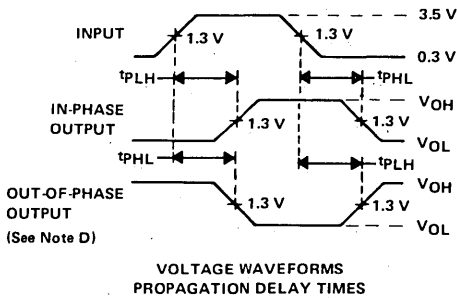 3.5 V
INPUT
1.3 V
1.3 V
0.3 V
tPLH
tPHL
IN-PHASE
OUTPUT
VOH
1.3 V
1.3 V
VOL
tPHL
tPLH
OUT-OF-PHASE
OUTPUT
(See Note D)
VOH
1.3 V
1.3 V
VOL
VOLTAGE WAVEFORMS
PROPAGATION DELAY TIMES